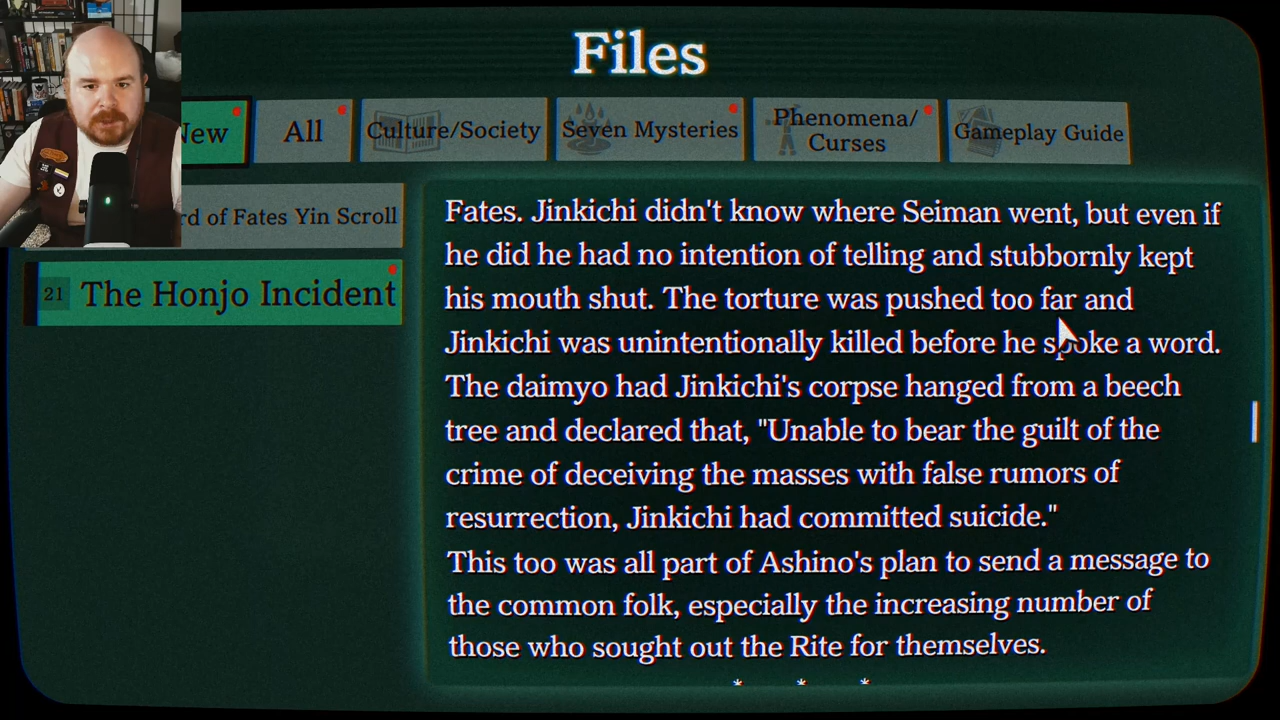 Files
New
All
Culture/Society
Seven Mysteries
Phenomena/
Curses
Gameplay Guide
rd of Fates Yin Scroll
21 The Honjo Incident
Fates. Jinkichi didn't know where Seiman went, but even if
he did he had no intention of telling and stubbornly kept
his mouth shut. The torture was pushed too far and
Jinkichi was unintentionally killed before he spoke a word.
The daimyo had Jinkichi's corpse hanged from a beech
tree and declared that, "Unable to bear the guilt of the
crime of deceiving the masses with false rumors of
resurrection, Jinkichi had committed suicide."
This too was all part of Ashino's plan to send a message to
the common folk, especially the increasing number of
those who sought out the Rite for themselves.
* * *